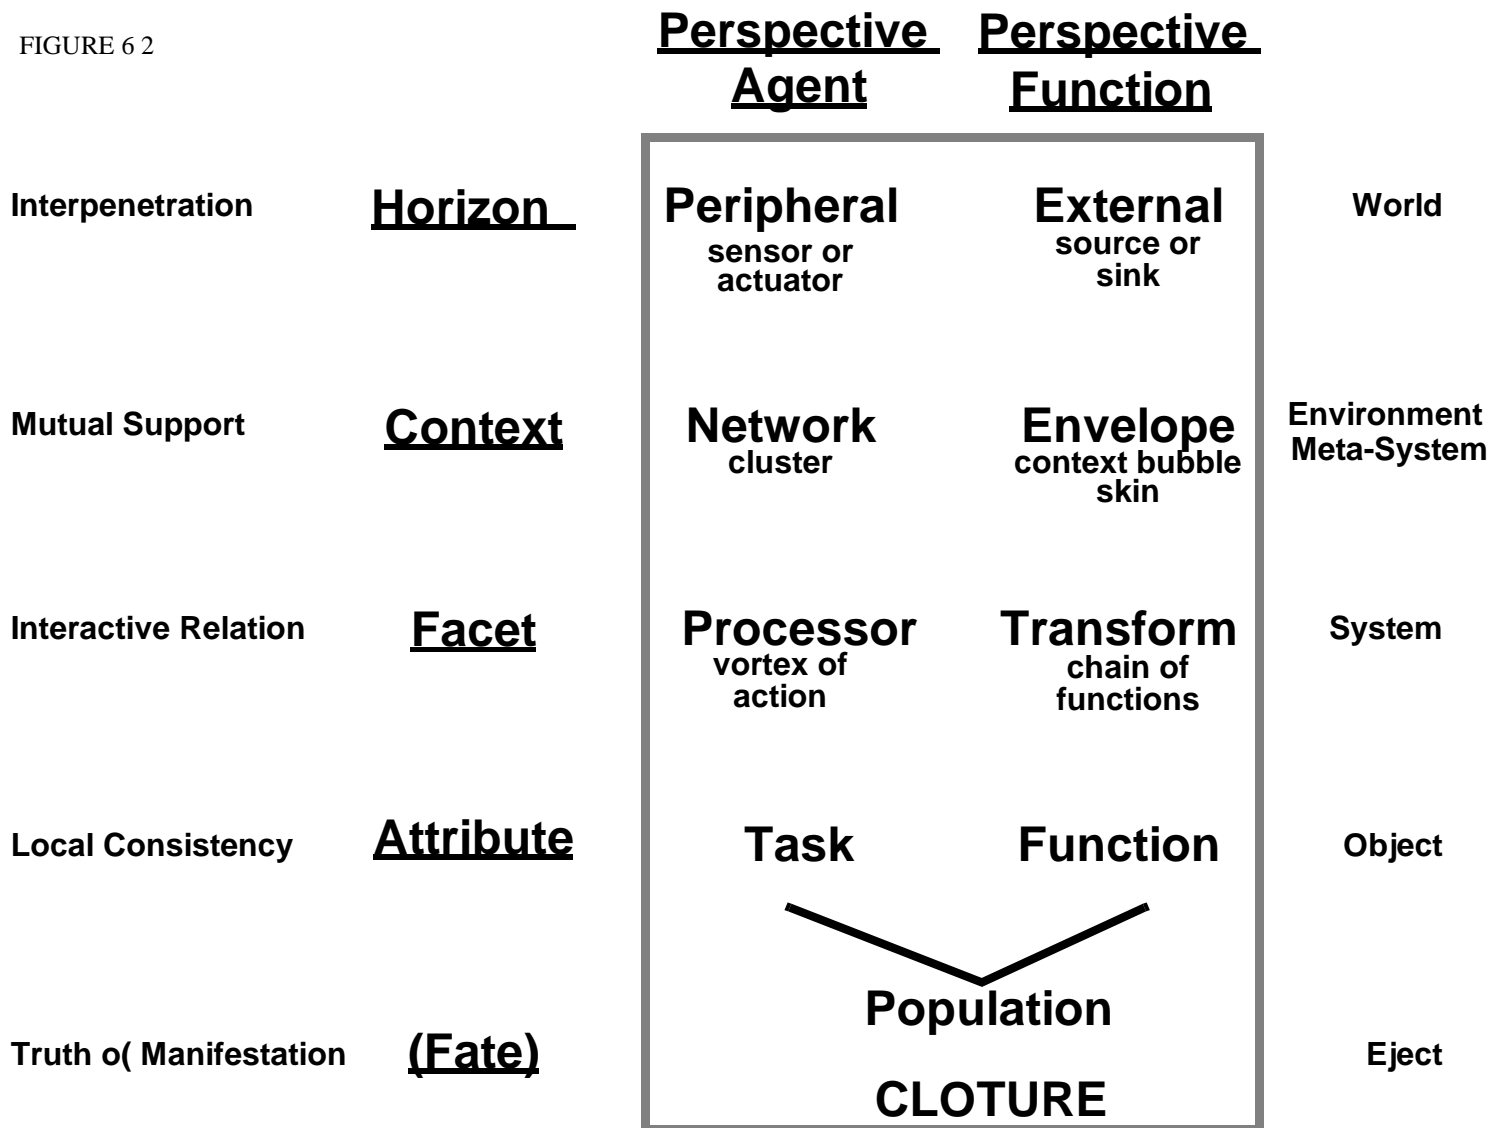 FIGURE 6 2
Perspective Perspective
Agent Function
Interpenetration Horizon Peripheral External World
sensor or source or
actuator sink
Mutual Support Context Network Envelope Environment
cluster context bubble Meta-System
skin
Interactive Relation Facet Processor Transform System
vortex of chain of
action functions
Local Consistency Attribute Task Function Object
Population
Truth o( Manifestation (Fate) Eject
CLOTURE